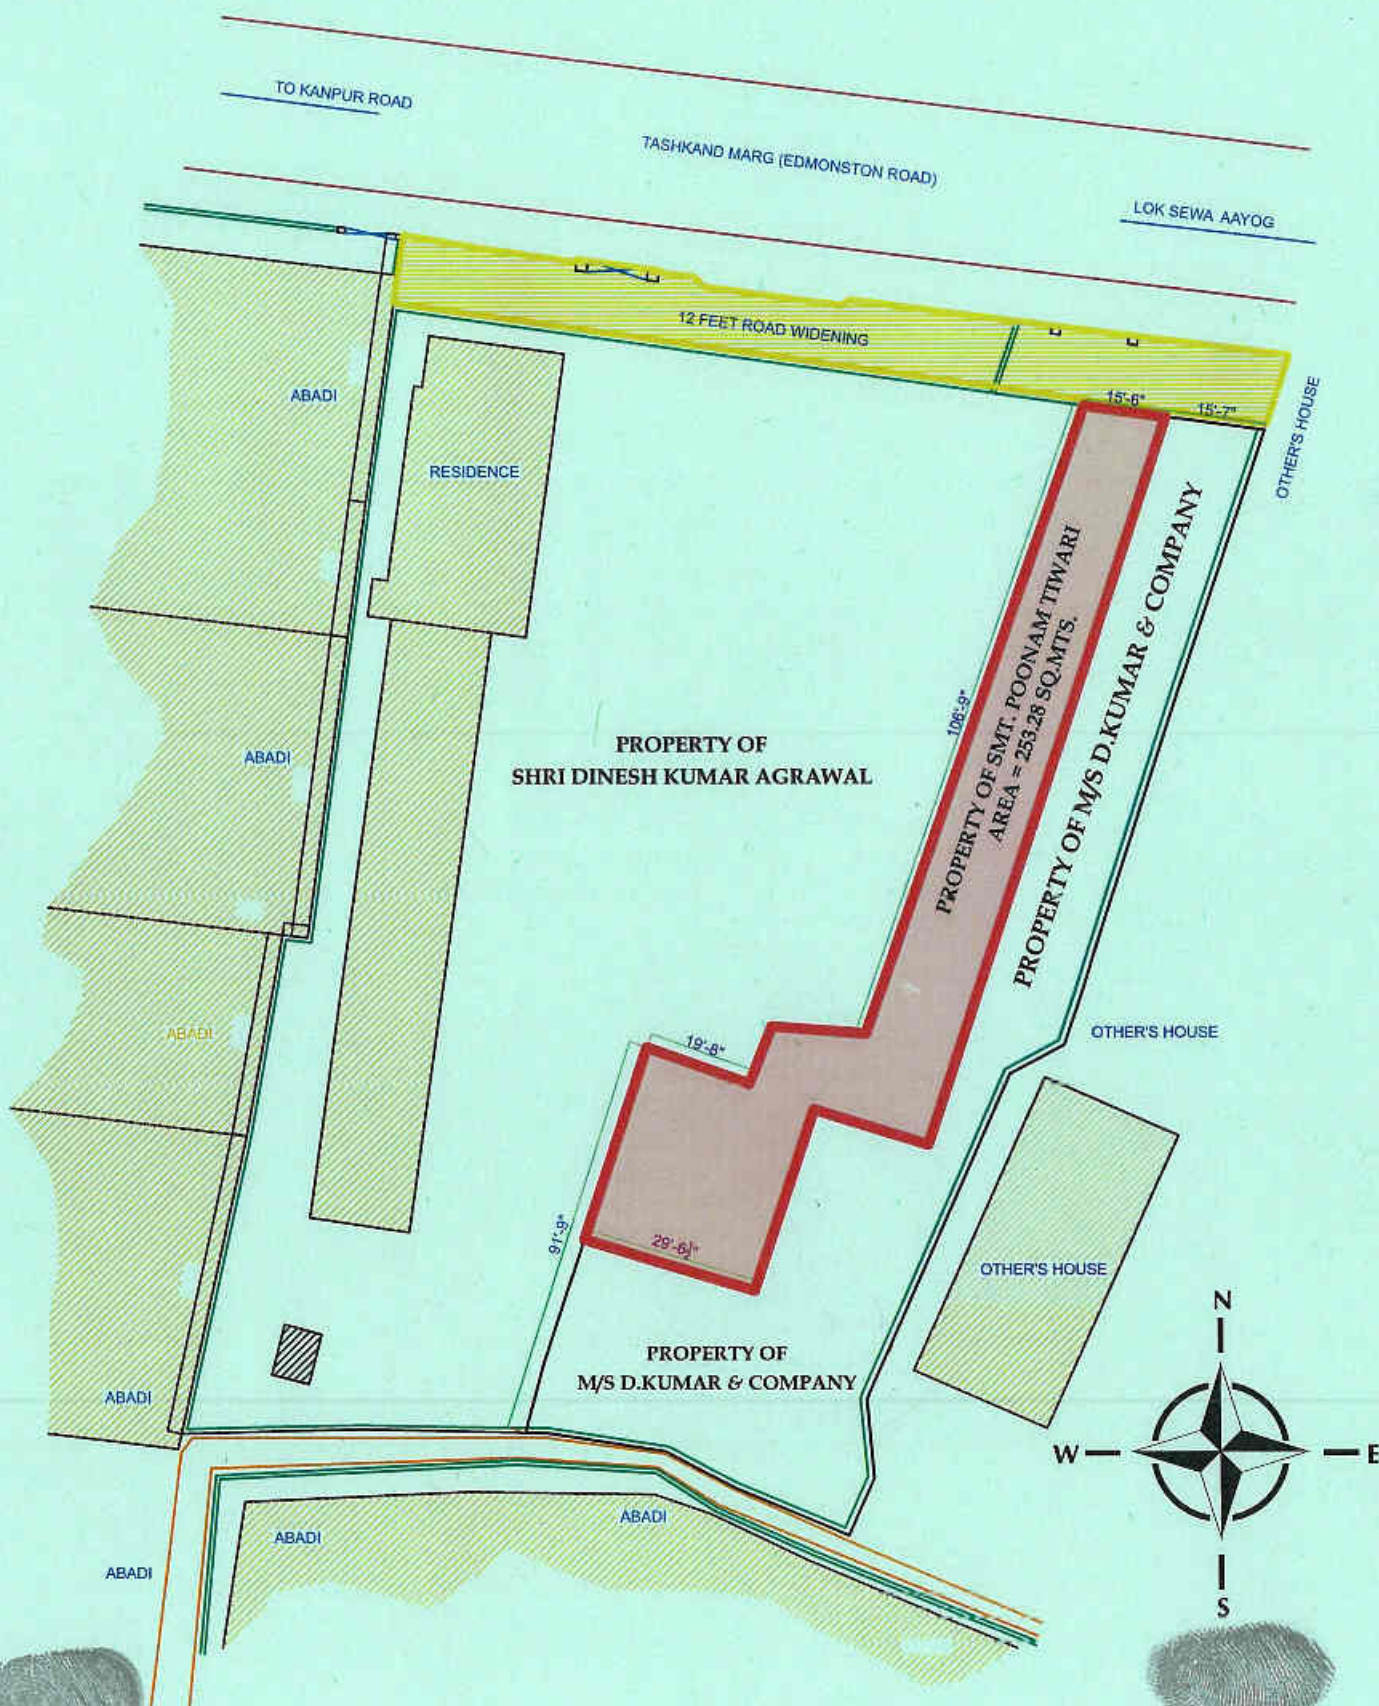 TO KANPUR ROAD
TASHKAND MARG (EDMONSTON ROAD)
LOK SEWA AAYOG
12 FEET ROAD WIDENING
15'-6"
15'-7"
OTHER'S HOUSE
ABADI
RESIDENCE
PROPERTY OF SMT. POONAM TIWARI
AREA = 253.28 SQ.MTS.
PROPERTY OF M/S D.KUMAR & COMPANY
106'-9"
PROPERTY OF
SHRI DINESH KUMAR AGRAWAL
ABADI
ABADI
19'-8"
OTHER'S HOUSE
91'-9"
29'-6½"
OTHER'S HOUSE
PROPERTY OF
M/S D.KUMAR & COMPANY
ABADI
N
W
E
S
ABADI
ABADI
ABADI